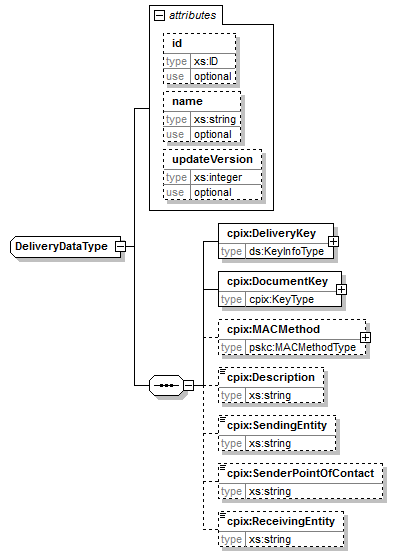 attributes
id
type xs:ID
use optional
name
type xs:string
use optional
updateVersion
type xs:integer
use optional
DeliveryDataType
cpix:DeliveryKey
type ds:KeyInfoType
cpix:DocumentKey
type cpix:KeyType
cpix:MACMethod
type pskc:MACMethodType
cpix:Description
type xs:string
cpix:SendingEntity
type xs:string
cpix:SenderPointOfContact
type xs:string
cpix:ReceivingEntity
type xs:string